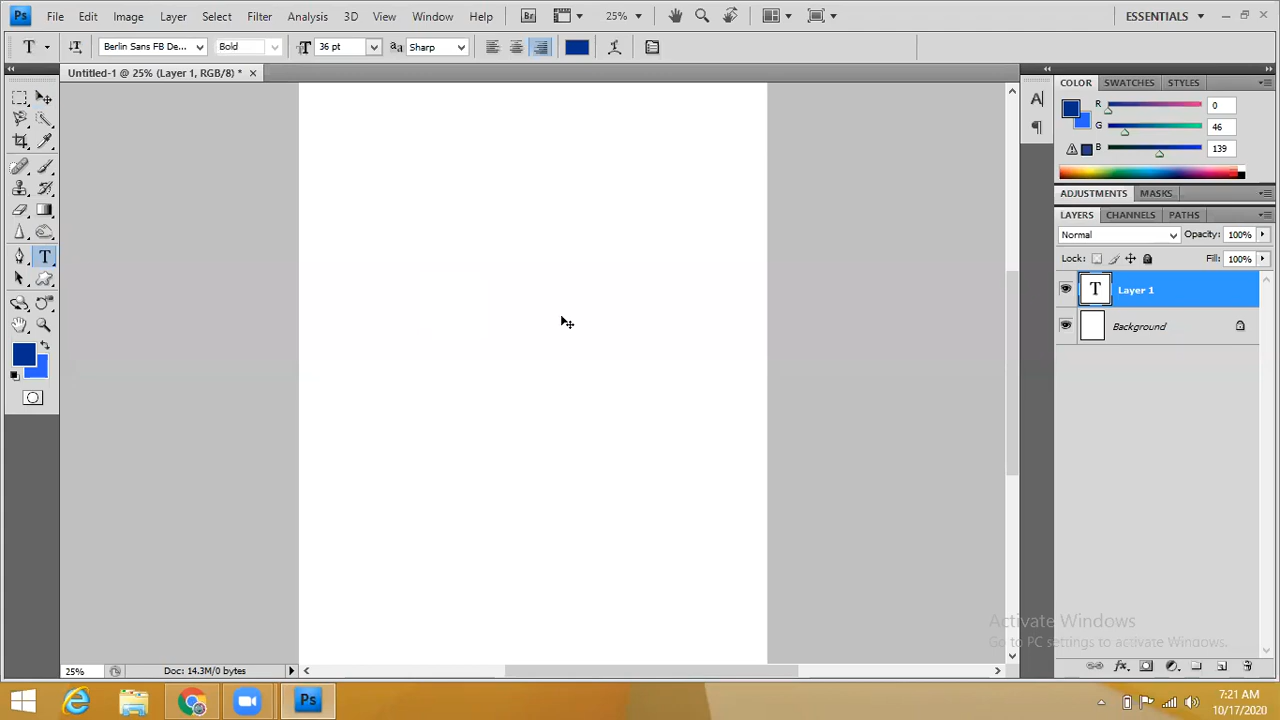 Ps File Edit Image Layer Select Filter Analysis 3D View Window Help Br 25% ESSENTIALS
T Berlin Sans FB De... Bold 36 pt aa Sharp
Untitled-1 @ 25% (Layer 1, RGB/8) *
COLOR SWATCHES STYLES
R 0
G 46
B 139
ADJUSTMENTS MASKS
LAYERS CHANNELS PATHS
Normal Opacity: 100%
Lock: Fill: 100%
T Layer 1
Background
Activate Windows
Go to PC settings to activate Windows.
25% Doc: 14.3M/0 bytes
Ps
7:21 AM
10/17/2020